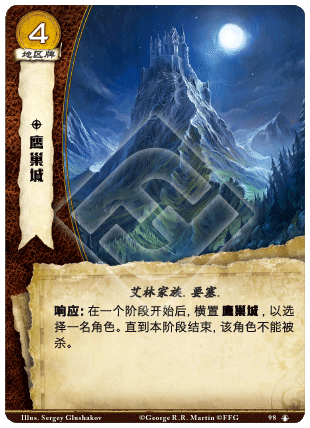 4
地区牌
鹰巢城
艾林家族. 要塞.
响应: 在一个阶段开始后, 横置 鹰巢城, 以选
择一名角色。直到本阶段结束, 该角色不能被
杀。
Illus. Sergey Glushakov ©George R.R. Martin ©FFG 98